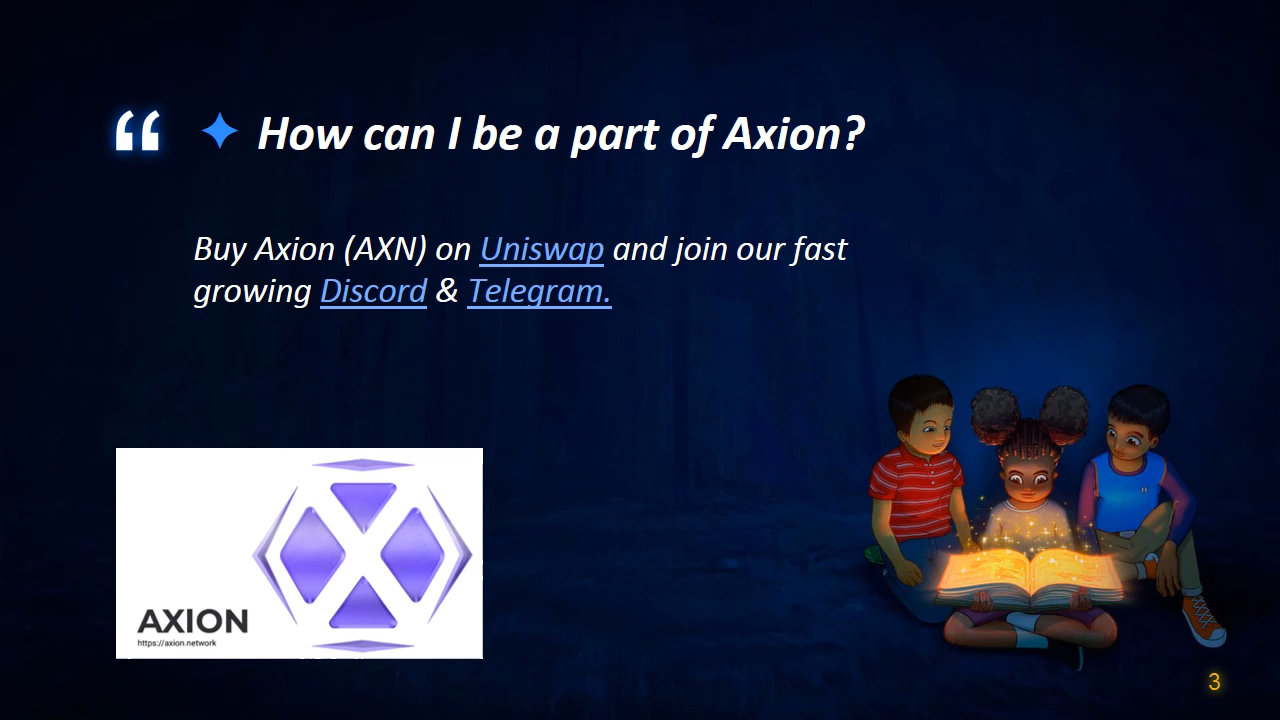 “ ✦ How can I be a part of Axion?
Buy Axion (AXN) on Uniswap and join our fast
growing Discord & Telegram.
AXION
https://axion.network
3